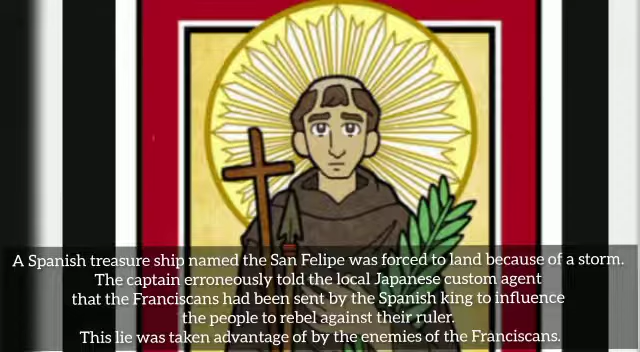 A Spanish treasure ship named the San Felipe was forced to land because of a storm.
The captain erroneously told the local Japanese custom agent
that the Franciscans had been sent by the Spanish king to influence
the people to rebel against their ruler.
This lie was taken advantage of by the enemies of the Franciscans.